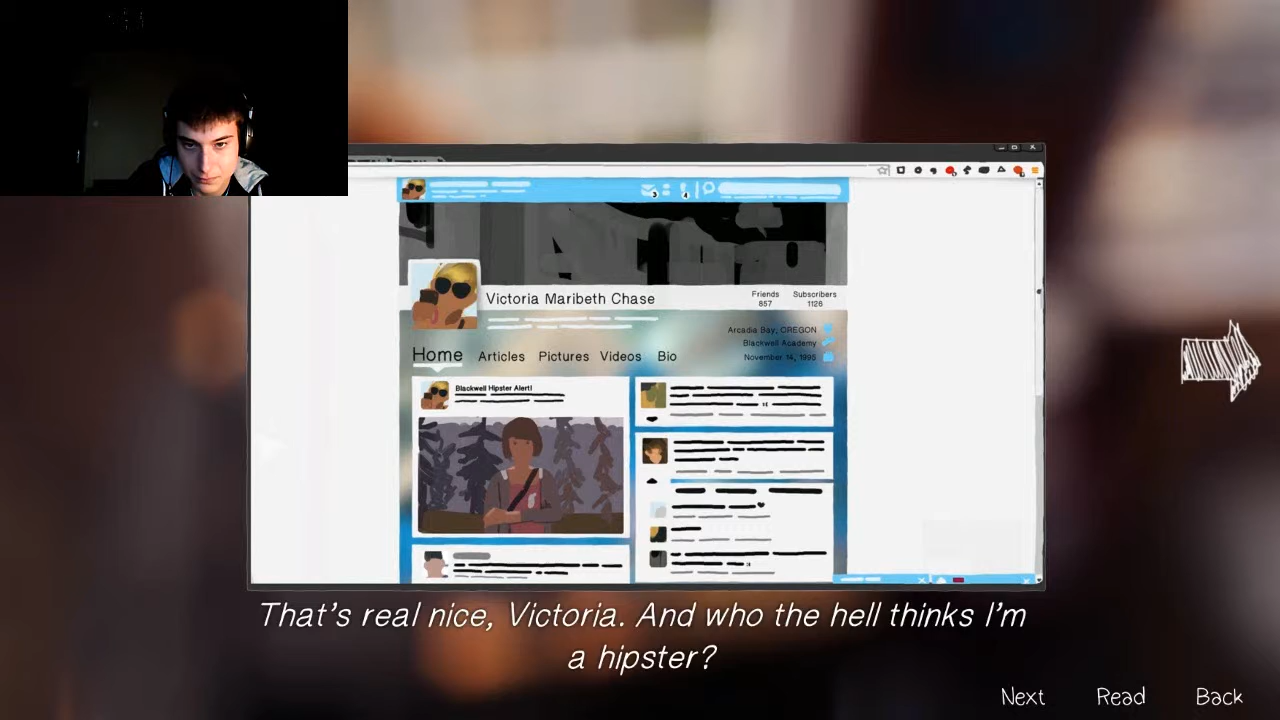 Victoria Maribeth Chase
Friends
857
Subscribers
1126
Arcadia Bay, OREGON
Blackwell Academy
November 14, 1995
Home Articles Pictures Videos Bio
Blackwell Hipster Alert!
That's real nice, Victoria. And who the hell thinks I'm
a hipster?
Next Read Back